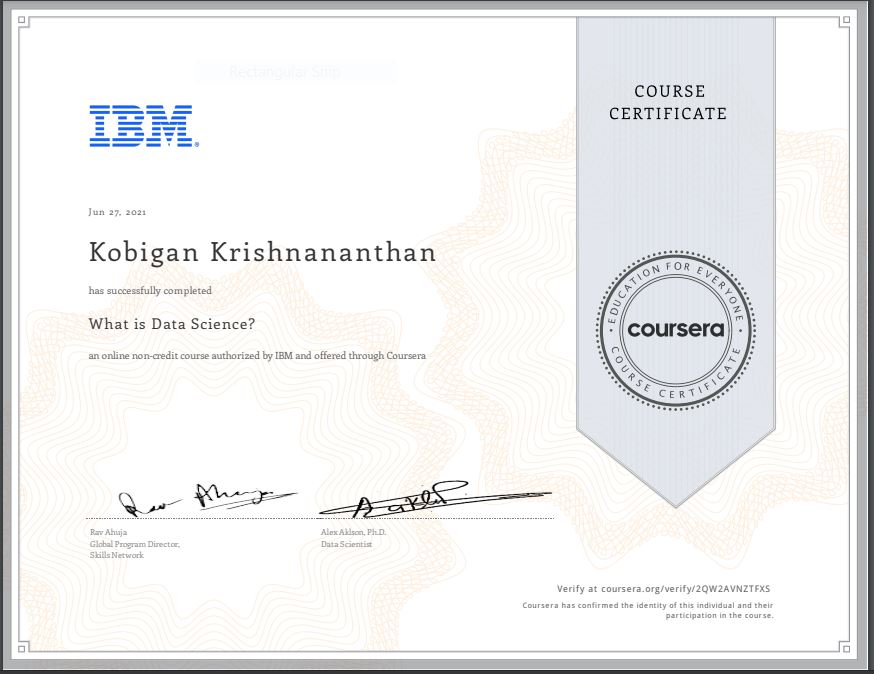 Rectangular Snip
IBM®
COURSE
CERTIFICATE
Jun 27, 2021
Kobigan Krishnananthan
has successfully completed
What is Data Science?
an online non-credit course authorized by IBM and offered through Coursera
EDUCATION FOR EVERYONE
coursera
COURSE CERTIFICATE
Rav Ahuja
Global Program Director,
Skills Network
Alex Aklson, Ph.D.
Data Scientist
Verify at coursera.org/verify/2QW2AVNZTFXS
Coursera has confirmed the identity of this individual and their
participation in the course.